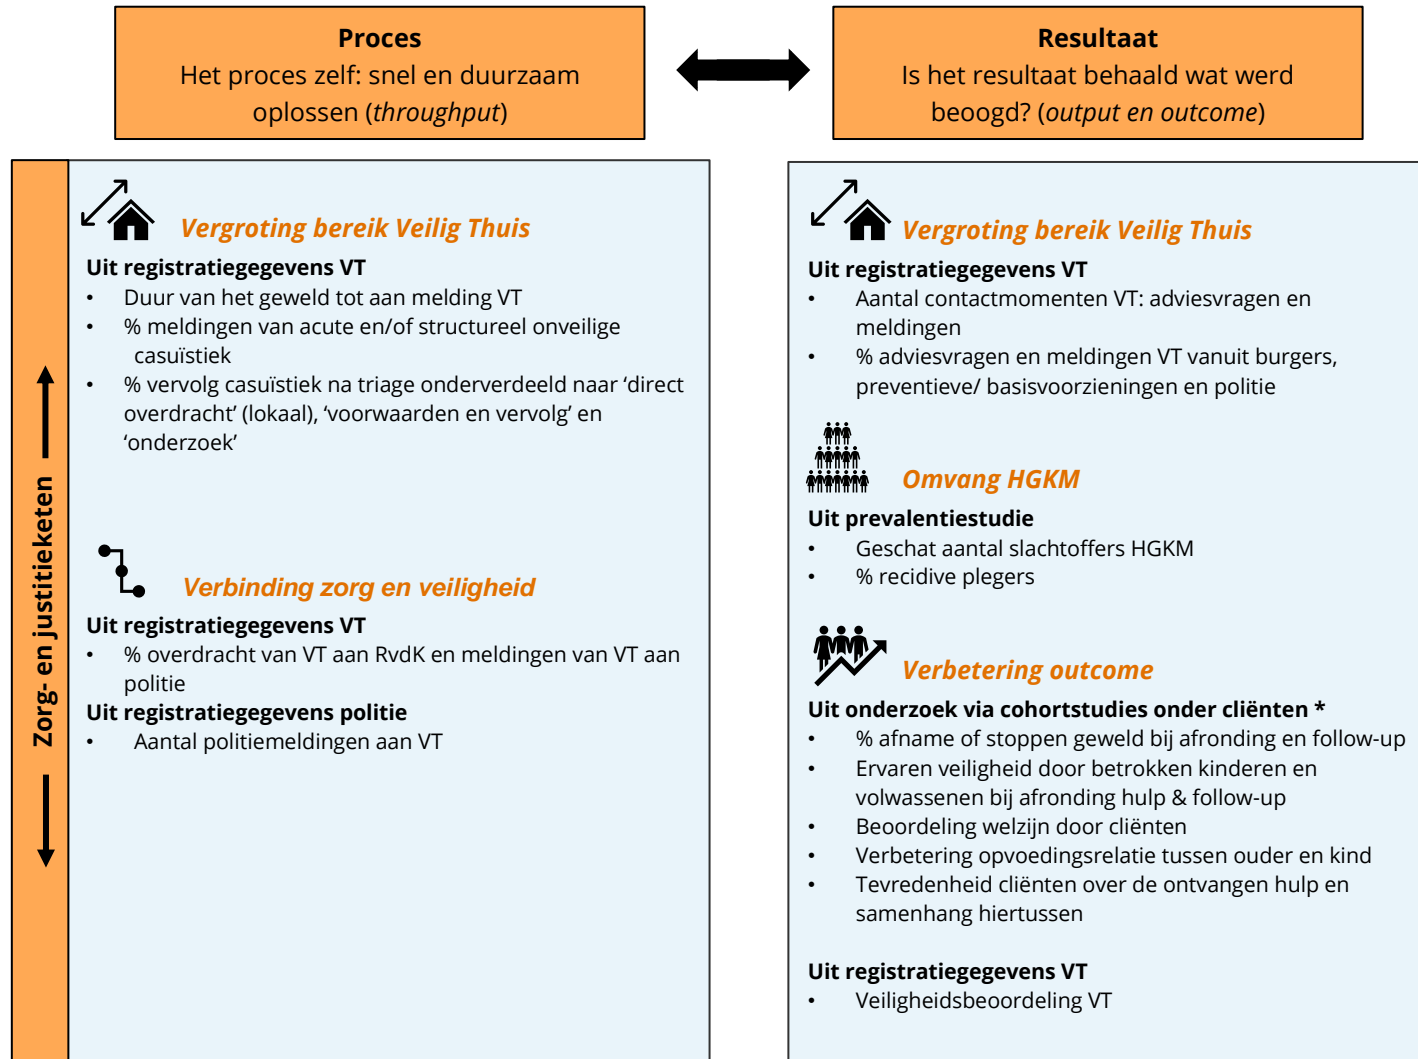 Proces
Het proces zelf: snel en duurzaam
oplossen (throughput)
Resultaat
Is het resultaat behaald wat werd
beoogd? (output en outcome)
Zorg- en justitieketen
Vergroting bereik Veilig Thuis
Uit registratiegegevens VT
• Duur van het geweld tot aan melding VT
• % meldingen van acute en/of structureel onveilige
casuïstiek
• % vervolg casuïstiek na triage onderverdeeld naar ‘direct
overdracht’ (lokaal), ‘voorwaarden en vervolg’ en
‘onderzoek’
Verbinding zorg en veiligheid
Uit registratiegegevens VT
• % overdracht van VT aan RvdK en meldingen van VT aan
politie
Uit registratiegegevens politie
• Aantal politiemeldingen aan VT
Vergroting bereik Veilig Thuis
Uit registratiegegevens VT
• Aantal contactmomenten VT: adviesvragen en
meldingen
• % adviesvragen en meldingen VT vanuit burgers,
preventieve/ basisvoorzieningen en politie
Omvang HGKM
Uit prevalentiestudie
• Geschat aantal slachtoffers HGKM
• % recidive plegers
Verbetering outcome
Uit onderzoek via cohortstudies onder cliënten *
• % afname of stoppen geweld bij afronding en follow-up
• Ervaren veiligheid door betrokken kinderen en
volwassenen bij afronding hulp & follow-up
• Beoordeling welzijn door cliënten
• Verbetering opvoedingsrelatie tussen ouder en kind
• Tevredenheid cliënten over de ontvangen hulp en
samenhang hiertussen
Uit registratiegegevens VT
• Veiligheidsbeoordeling VT